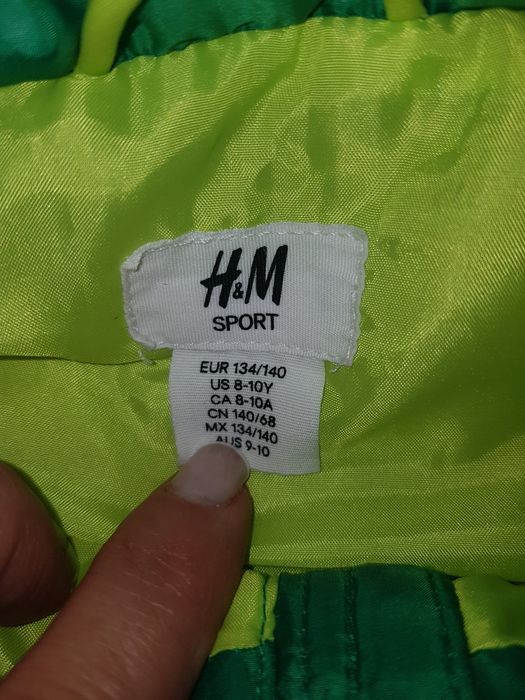 H&M
SPORT
EUR 134/140
US 8-10Y
CA 8-10A
CN 140/68
MX 134/140
AUS 9-10